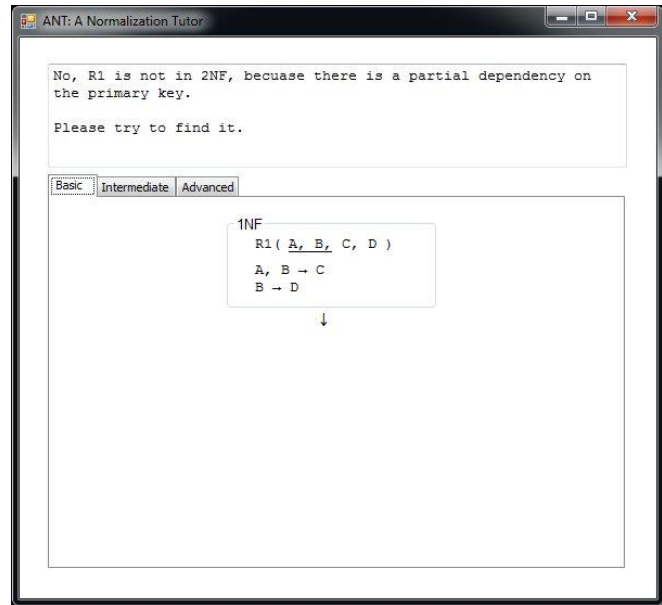 ANT: A Normalization Tutor
No, R1 is not in 2NF, becuase there is a partial dependency on
the primary key.
Please try to find it.
Basic Intermediate Advanced
1NF
R1( A, B, C, D )
A, B → C
B → D
↓